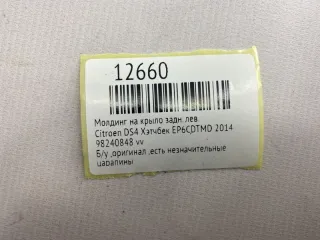 12660
Молдинг на крыло задн.лев.
Citroen DS4 Хэтчбек EP6CDTMD 2014
98240848 vv
Б/у ,оригинал ,есть незначительные
царапины